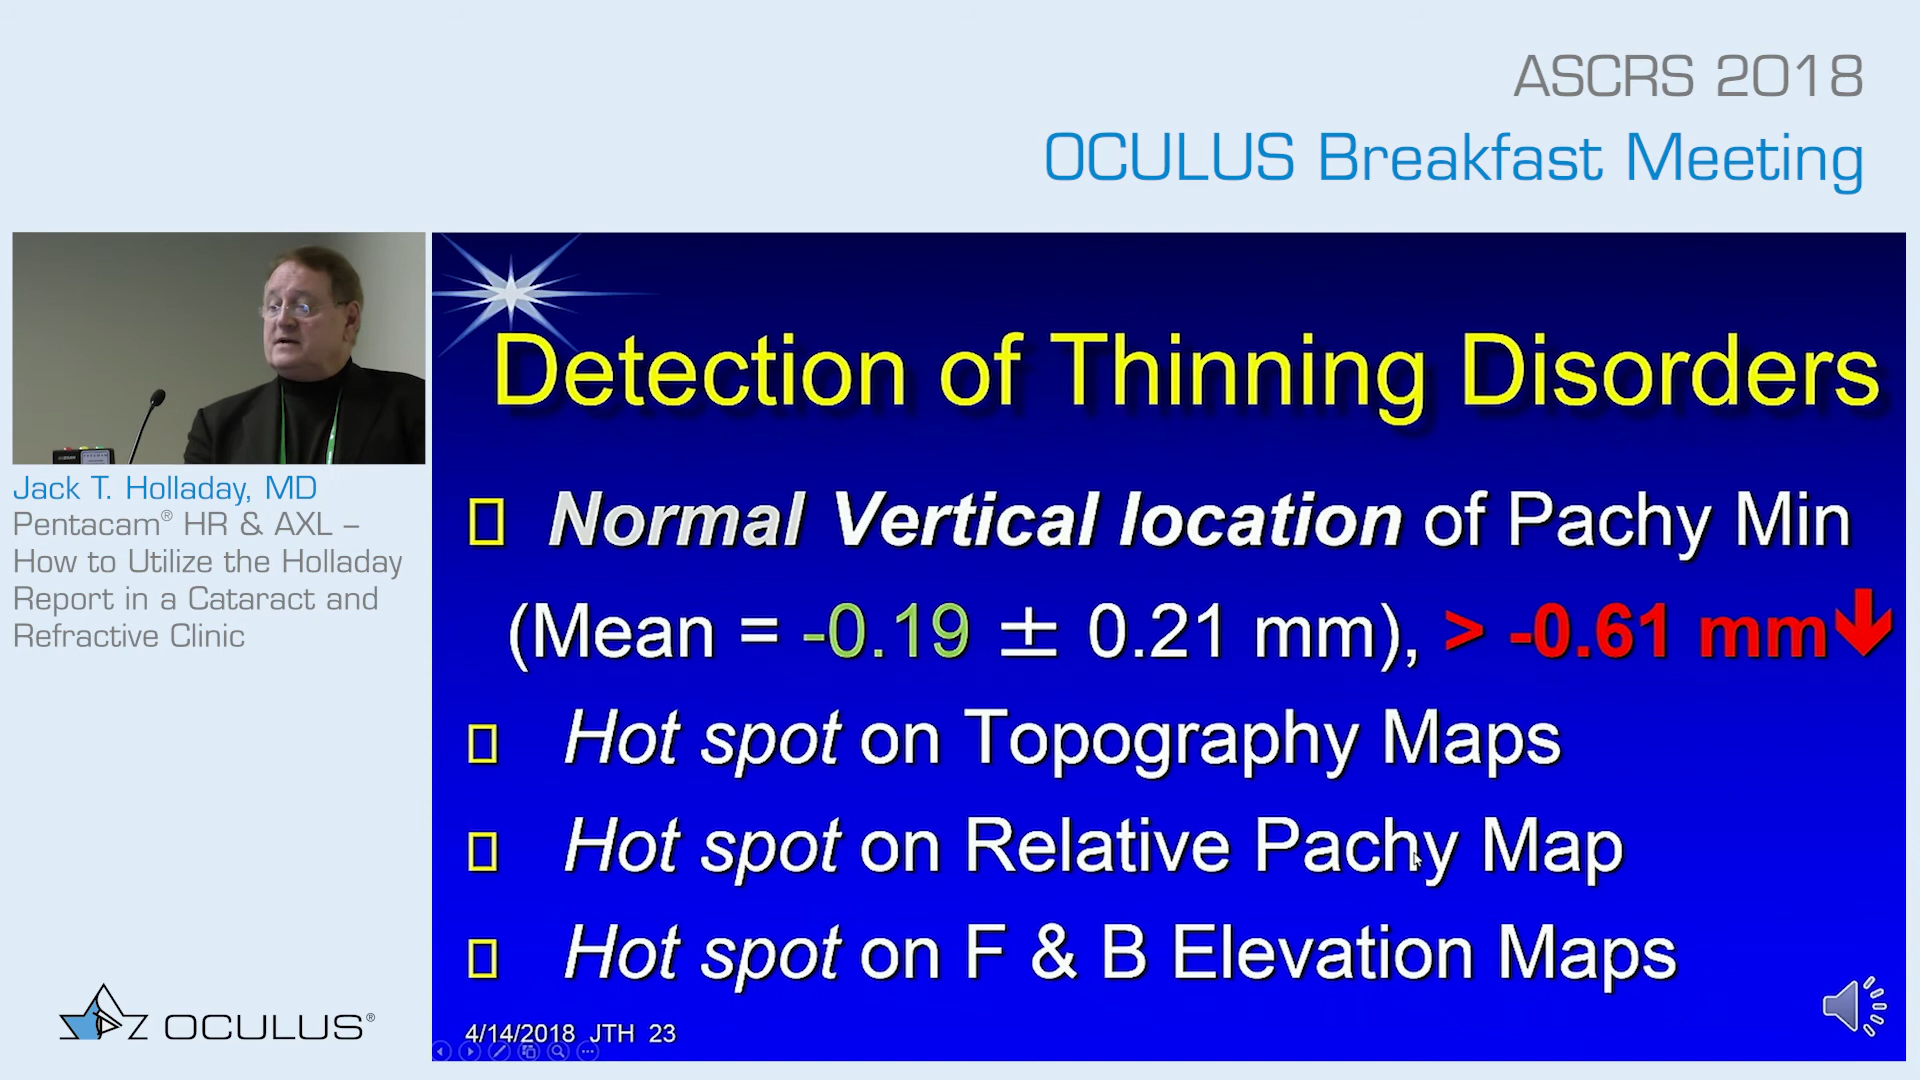 ASCRS 2018
OCULUS Breakfast Meeting
Jack T. Holladay, MD
Pentacam® HR & AXL –
How to Utilize the Holladay
Report in a Cataract and
Refractive Clinic
OCULUS®
Detection of Thinning Disorders
Normal Vertical location of Pachy Min
(Mean = -0.19 ± 0.21 mm), > -0.61 mm↓
Hot spot on Topography Maps
Hot spot on Relative Pachy Map
Hot spot on F & B Elevation Maps
4/14/2018 JTH 23